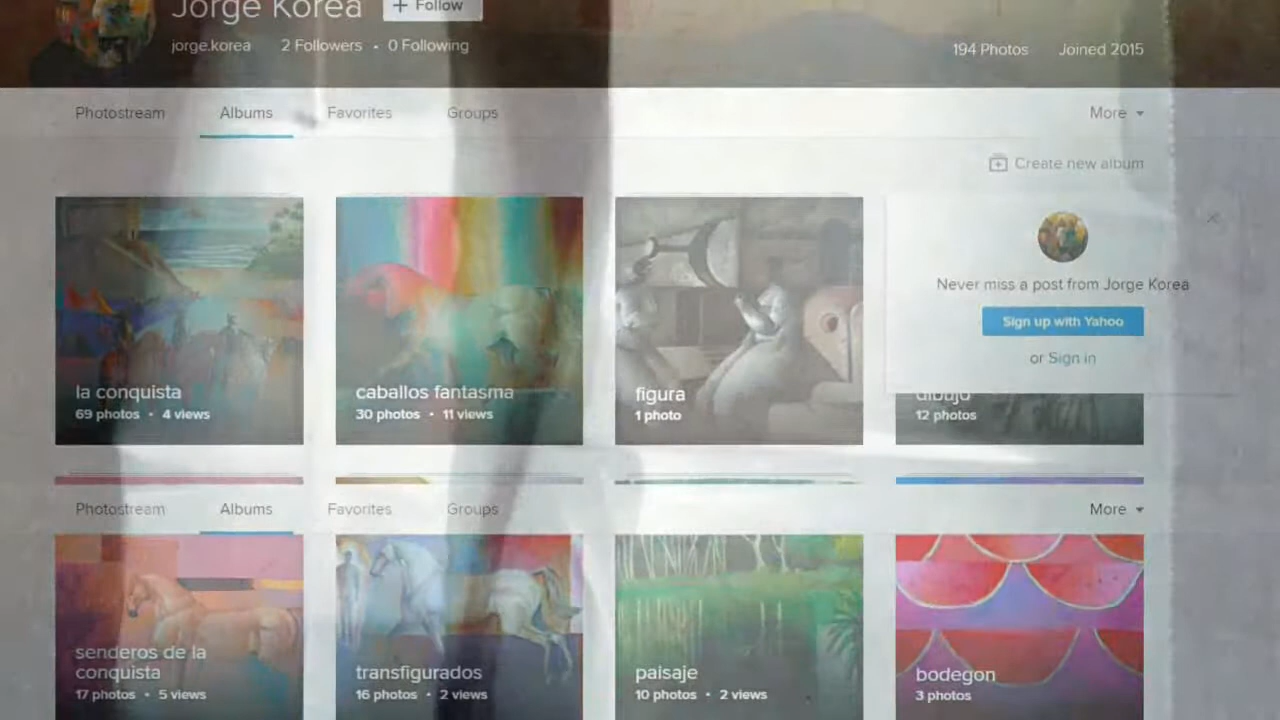 Jorge Korea
+ Follow
jorge.korea 2 Followers • 0 Following
194 Photos Joined 2015
Photostream Albums Favorites Groups More
Create new album
Never miss a post from Jorge Korea
Sign up with Yahoo
or Sign in
la conquista
69 photos • 4 views
caballos fantasma
30 photos • 11 views
figura
1 photo
dibujo
12 photos
Photostream Albums Favorites Groups More
senderos de la
conquista
17 photos • 5 views
transfigurados
16 photos • 2 views
paisaje
10 photos • 2 views
bodegon
3 photos